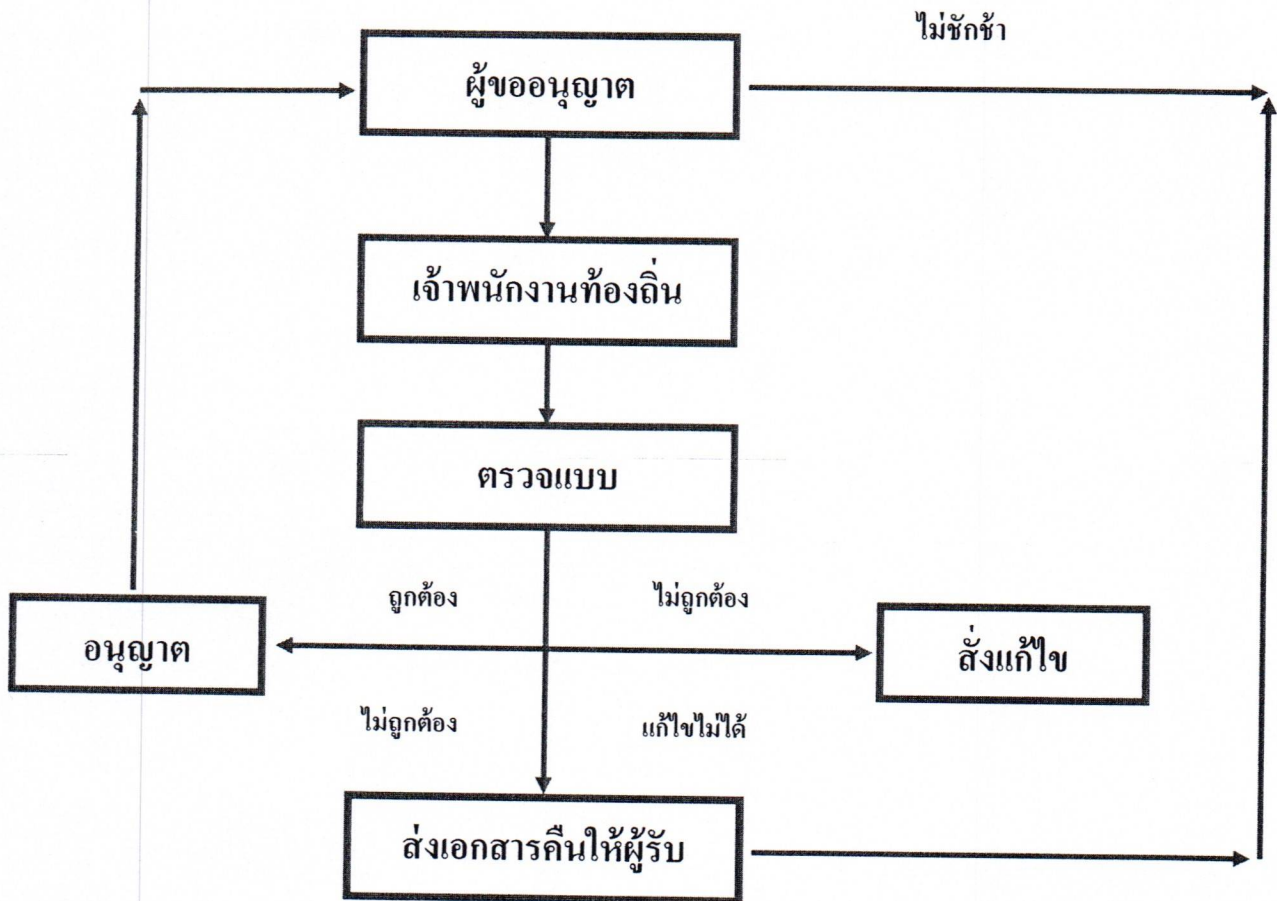 ไม่ชักช้า
ผู้ขออนุญาต
เจ้าพนักงานท้องถิ่น
ตรวจแบบ
ถูกต้อง
ไม่ถูกต้อง
อนุญาต
สั่งแก้ไข
ไม่ถูกต้อง
แก้ไขไม่ได้
ส่งเอกสารคืนให้ผู้รับ